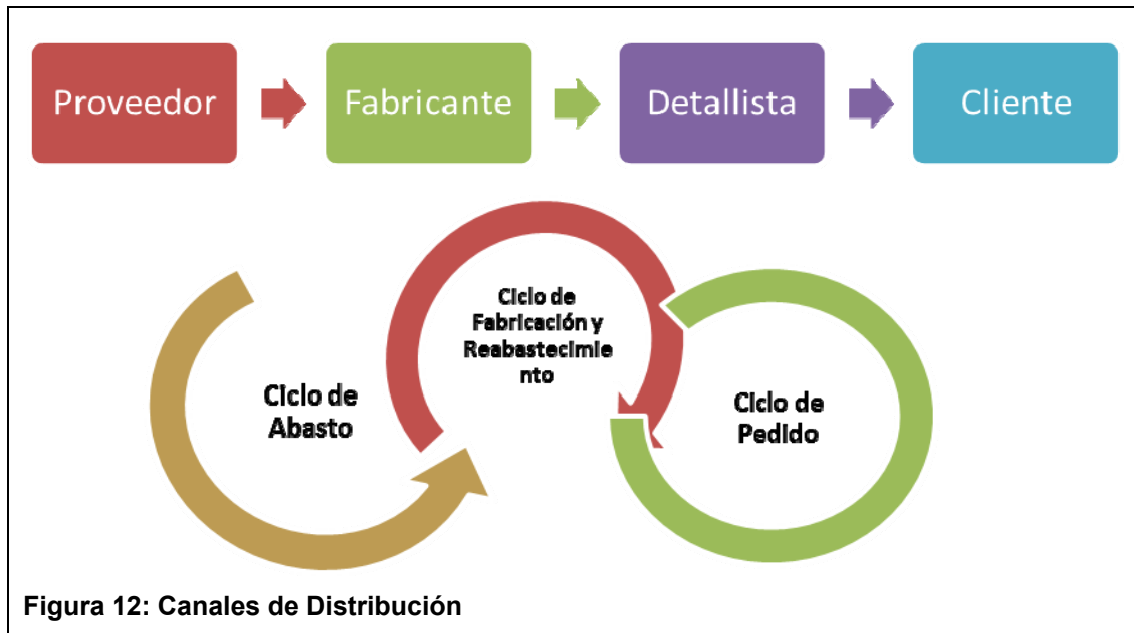 Proveedor
Fabricante
Detallista
Cliente
Ciclo de
Fabricación y
Reabastecimie
nto
Ciclo de
Abasto
Ciclo de
Pedido
Figura 12: Canales de Distribución